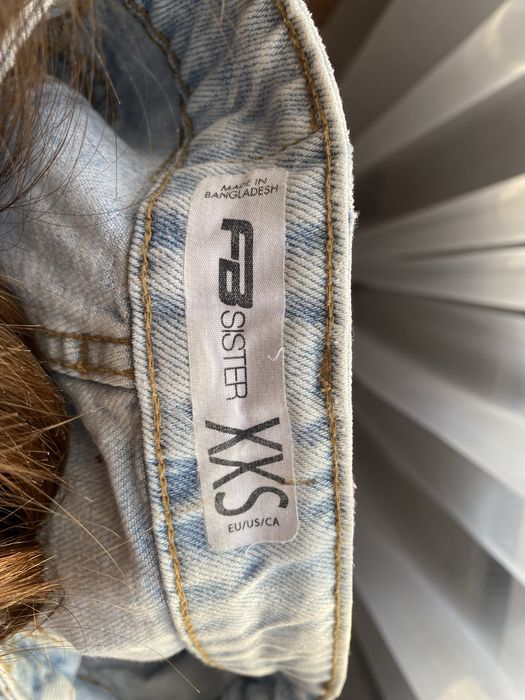 MADE IN
BANGLADESH
FB
SISTER
XXS
EU/US/CA